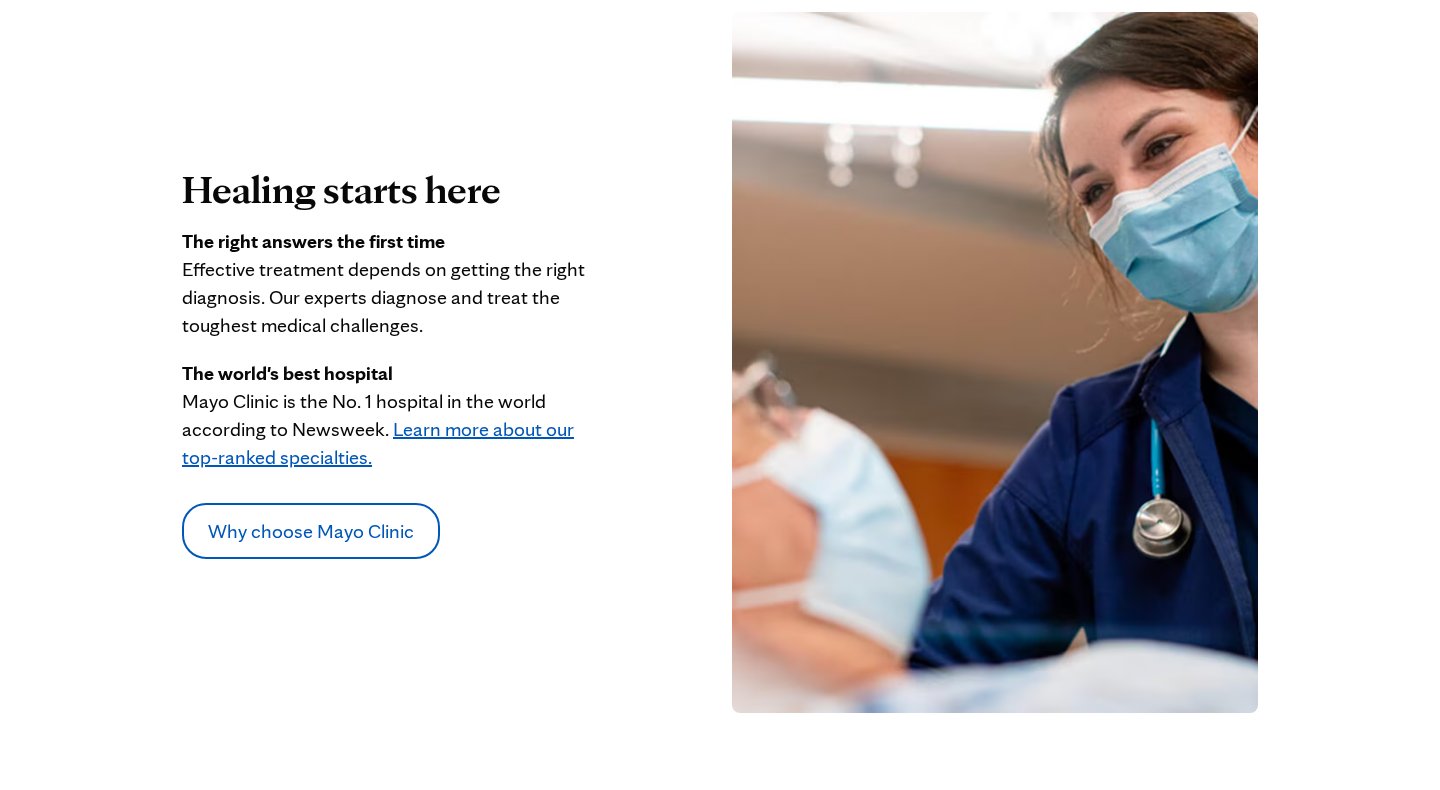 Healing starts here
The right answers the first time
Effective treatment depends on getting the right
diagnosis. Our experts diagnose and treat the
toughest medical challenges.
The world's best hospital
Mayo Clinic is the No. 1 hospital in the world
according to Newsweek. Learn more about our
top-ranked specialties.
Why choose Mayo Clinic